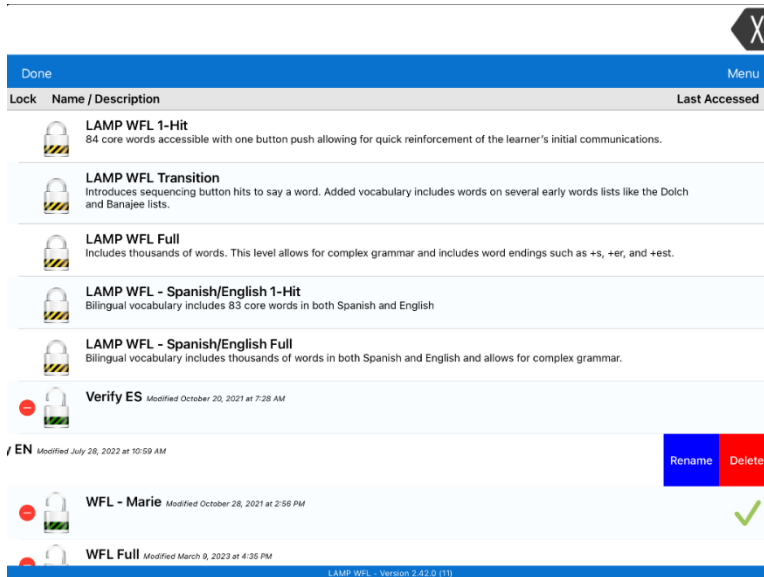 X
Done Menu
Lock Name / Description Last Accessed
LAMP WFL 1-Hit
84 core words accessible with one button push allowing for quick reinforcement of the learner's initial communications.
LAMP WFL Transition
Introduces sequencing button hits to say a word. Added vocabulary includes words on several early words lists like the Dolch
and Banajee lists.
LAMP WFL Full
Includes thousands of words. This level allows for complex grammar and includes word endings such as +s, +er, and +est.
LAMP WFL - Spanish/English 1-Hit
Bilingual vocabulary includes 83 core words in both Spanish and English
LAMP WFL - Spanish/English Full
Bilingual vocabulary includes thousands of words in both Spanish and English and allows for complex grammar.
Verify ES Modified October 20, 2021 at 7:28 AM
y EN Modified July 28, 2022 at 10:59 AM Rename Delete
WFL - Marie Modified October 28, 2021 at 2:56 PM
WFL Full Modified March 9, 2023 at 4:35 PM
LAMP WFL - Version 2.42.0 (11)